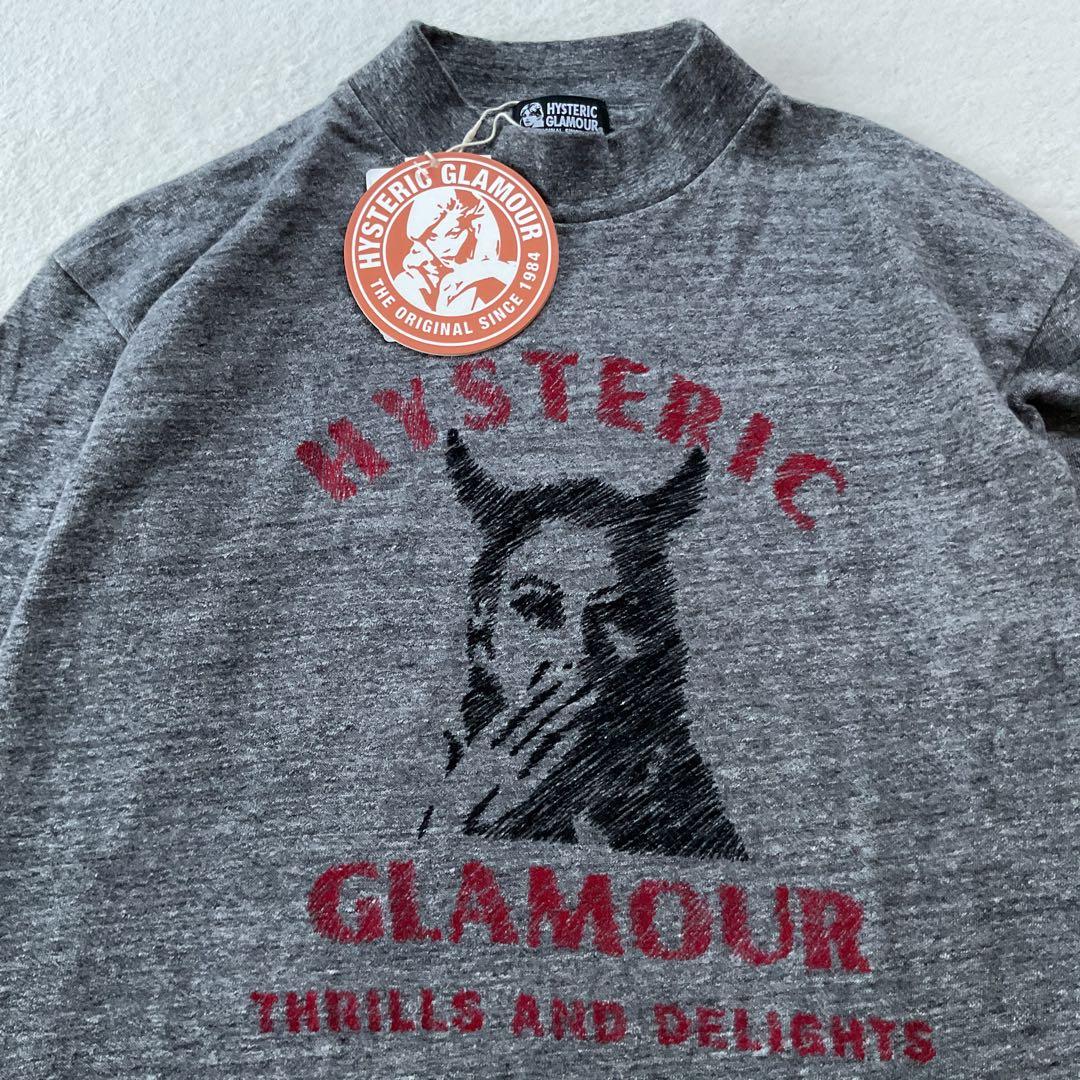 HYSTERIC
GLAMOUR
HYSTERIC GLAMOUR
THE ORIGINAL SINCE 1984
HYSTERIC
GLAMOUR
THRILLS AND DELIGHTS